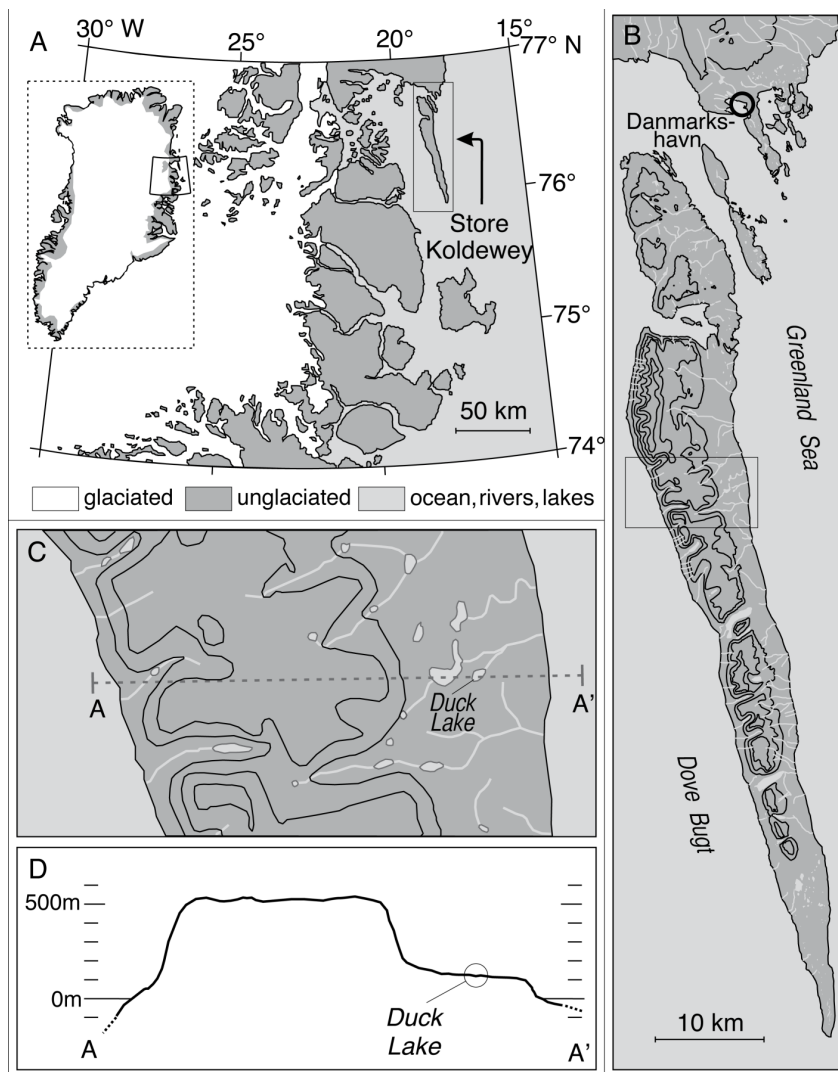 A
30° W
25°
20°
15°
77° N
76°
75°
74°
Store
Koldewey
50 km
glaciated
unglaciated
ocean, rivers, lakes
B
Danmarks-
havn
Greenland Sea
Dove Bugt
10 km
C
A
A'
Duck
Lake
D
500m
0m
Duck
Lake
A
A'